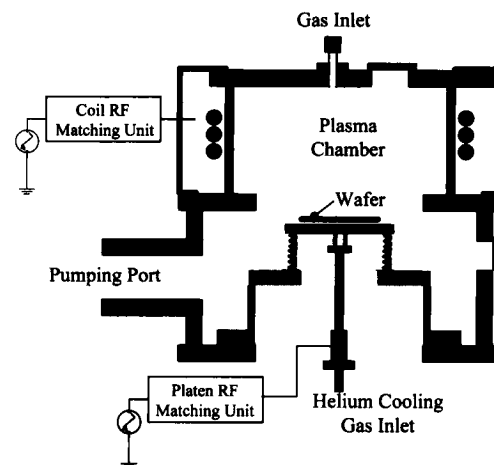 Gas Inlet
Coil RF
Matching Unit
Plasma
Chamber
Wafer
Pumping Port
Platen RF
Matching Unit
Helium Cooling
Gas Inlet